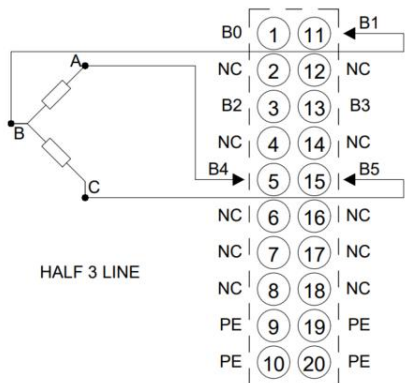 B0 1 11 B1
A
NC 2 12 NC
B2 3 13 B3
B
NC 4 14 NC
B4 5 15 B5
C
NC 6 16 NC
NC 7 17 NC
HALF 3 LINE
NC 8 18 NC
PE 9 19 PE
PE 10 20 PE